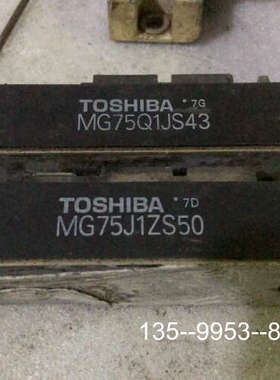 TOSHIBA * 7G
MG75Q1JS43
TOSHIBA * 7D
MG75J1ZS50
135--9953--8